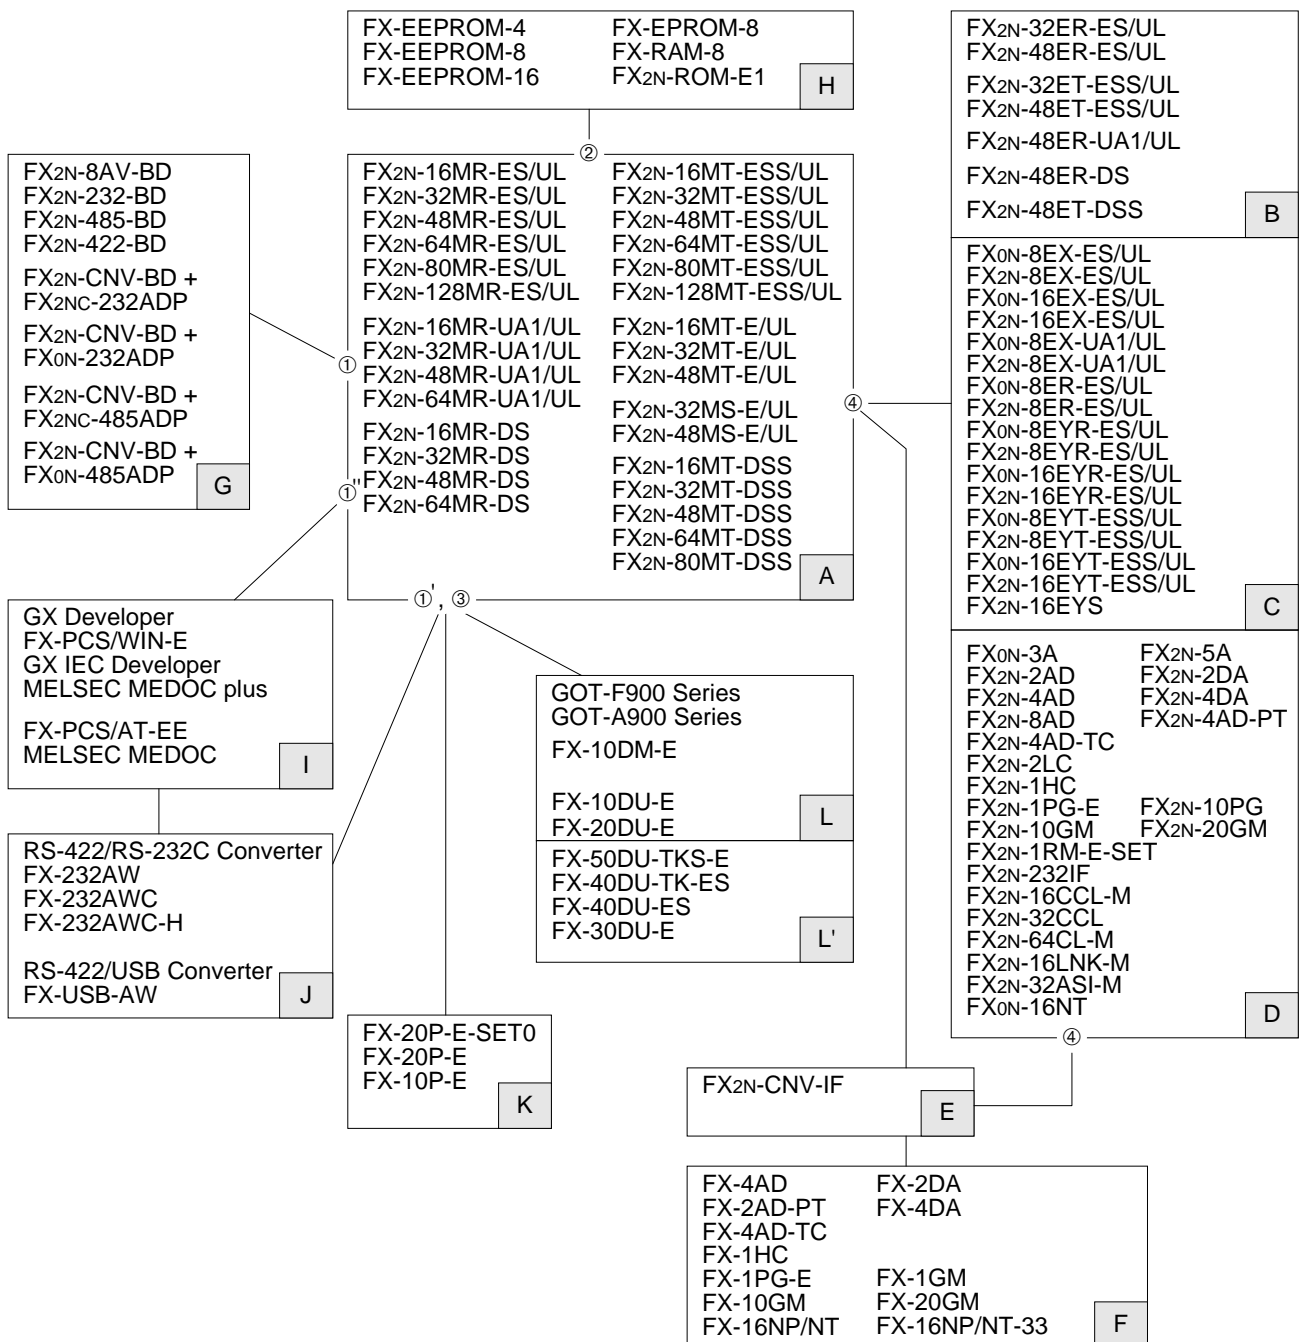 FX-EEPROM-4 FX-EPROM-8
FX-EEPROM-8 FX-RAM-8
FX-EEPROM-16 FX2N-ROM-E1
H
②
FX2N-8AV-BD
FX2N-232-BD
FX2N-485-BD
FX2N-422-BD
FX2N-CNV-BD +
FX2NC-232ADP
FX2N-CNV-BD +
FX0N-232ADP
FX2N-CNV-BD +
FX2NC-485ADP
FX2N-CNV-BD +
FX0N-485ADP
G
①
①"
FX2N-16MR-ES/UL
FX2N-32MR-ES/UL
FX2N-48MR-ES/UL
FX2N-64MR-ES/UL
FX2N-80MR-ES/UL
FX2N-128MR-ES/UL
FX2N-16MR-UA1/UL
FX2N-32MR-UA1/UL
FX2N-48MR-UA1/UL
FX2N-64MR-UA1/UL
FX2N-16MR-DS
FX2N-32MR-DS
FX2N-48MR-DS
FX2N-64MR-DS
FX2N-16MT-ESS/UL
FX2N-32MT-ESS/UL
FX2N-48MT-ESS/UL
FX2N-64MT-ESS/UL
FX2N-80MT-ESS/UL
FX2N-128MT-ESS/UL
FX2N-16MT-E/UL
FX2N-32MT-E/UL
FX2N-48MT-E/UL
FX2N-32MS-E/UL
FX2N-48MS-E/UL
FX2N-16MT-DSS
FX2N-32MT-DSS
FX2N-48MT-DSS
FX2N-64MT-DSS
FX2N-80MT-DSS
A
①', ③
④
FX2N-32ER-ES/UL
FX2N-48ER-ES/UL
FX2N-32ET-ESS/UL
FX2N-48ET-ESS/UL
FX2N-48ER-UA1/UL
FX2N-48ER-DS
FX2N-48ET-DSS
B
FX0N-8EX-ES/UL
FX2N-8EX-ES/UL
FX0N-16EX-ES/UL
FX2N-16EX-ES/UL
FX0N-8EX-UA1/UL
FX2N-8EX-UA1/UL
FX0N-8ER-ES/UL
FX2N-8ER-ES/UL
FX0N-8EYR-ES/UL
FX2N-8EYR-ES/UL
FX0N-16EYR-ES/UL
FX2N-16EYR-ES/UL
FX0N-8EYT-ESS/UL
FX2N-8EYT-ESS/UL
FX0N-16EYT-ESS/UL
FX2N-16EYT-ESS/UL
FX2N-16EYS
C
FX0N-3A FX2N-5A
FX2N-2AD FX2N-2DA
FX2N-4AD FX2N-4DA
FX2N-8AD FX2N-4AD-PT
FX2N-4AD-TC
FX2N-2LC
FX2N-1HC
FX2N-1PG-E FX2N-10PG
FX2N-10GM FX2N-20GM
FX2N-1RM-E-SET
FX2N-232IF
FX2N-16CCL-M
FX2N-32CCL
FX2N-64CL-M
FX2N-16LNK-M
FX2N-32ASI-M
FX0N-16NT
D
④
GX Developer
FX-PCS/WIN-E
GX IEC Developer
MELSEC MEDOC plus
FX-PCS/AT-EE
MELSEC MEDOC
I
RS-422/RS-232C Converter
FX-232AW
FX-232AWC
FX-232AWC-H
RS-422/USB Converter
FX-USB-AW
J
GOT-F900 Series
GOT-A900 Series
FX-10DM-E
FX-10DU-E
FX-20DU-E
L
FX-50DU-TKS-E
FX-40DU-TK-ES
FX-40DU-ES
FX-30DU-E
L'
FX-20P-E-SET0
FX-20P-E
FX-10P-E
K
FX2N-CNV-IF
E
FX-4AD FX-2DA
FX-2AD-PT FX-4DA
FX-4AD-TC
FX-1HC
FX-1PG-E FX-1GM
FX-10GM FX-20GM
FX-16NP/NT FX-16NP/NT-33
F